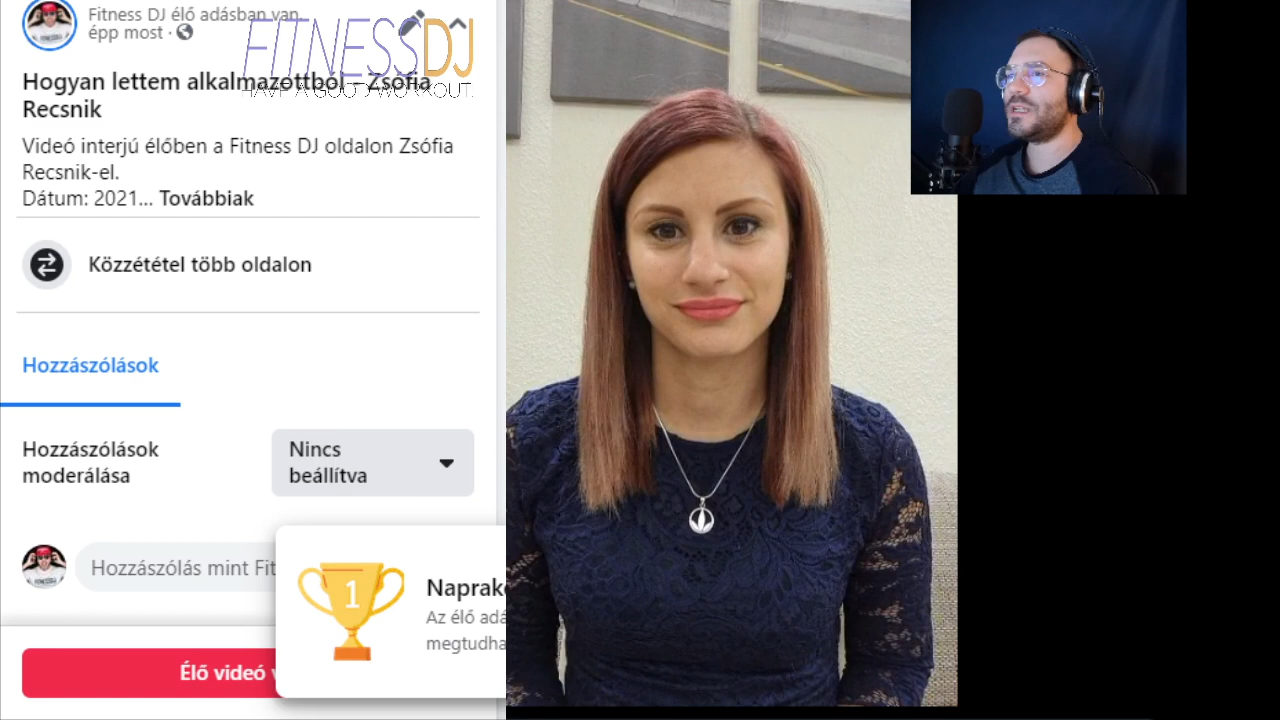 Fitness DJ élő adásban van
épp most ·
FITNESSDJ
HAVE A GOOD WORKOUT.
Hogyan lettem alkalmazottból - Zsófia
Recsnik
Videó interjú élőben a Fitness DJ oldalon Zsófia
Recsnik-el.
Dátum: 2021... Továbbiak
Közzététel több oldalon
Hozzászólások
Hozzászólások
moderálása
Nincs
beállítva
Hozzászólás mint Fit
1
Naprak
Az élő adá
megtudha
Élő videó